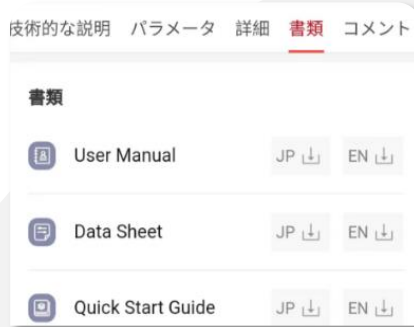 技術的な説明 パラメータ 詳細 書類 コメント
書類
User Manual JP EN
Data Sheet JP EN
Quick Start Guide JP EN